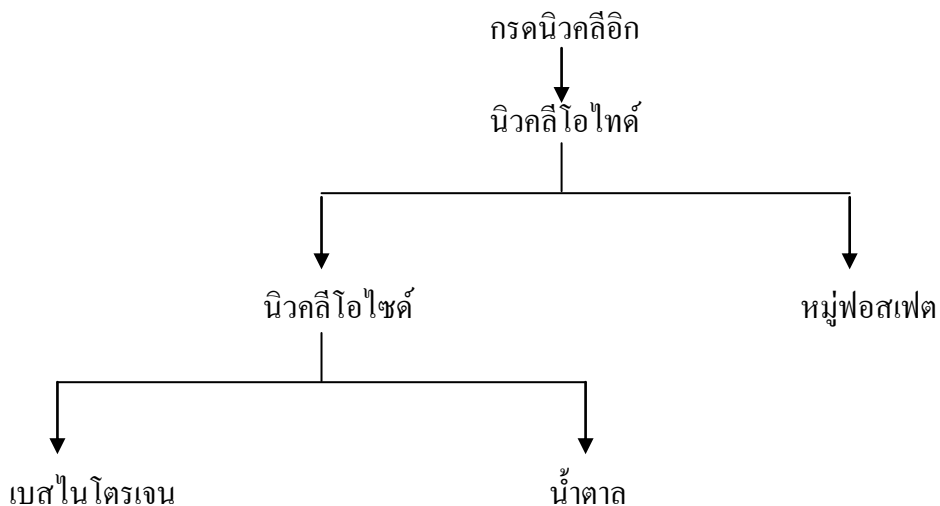 กรดนิวคลีอิก
นิวคลีโอไทด์
นิวคลีโอไซด์
หมู่ฟอสเฟต
เบสไนโตรเจน
น้ำตาล